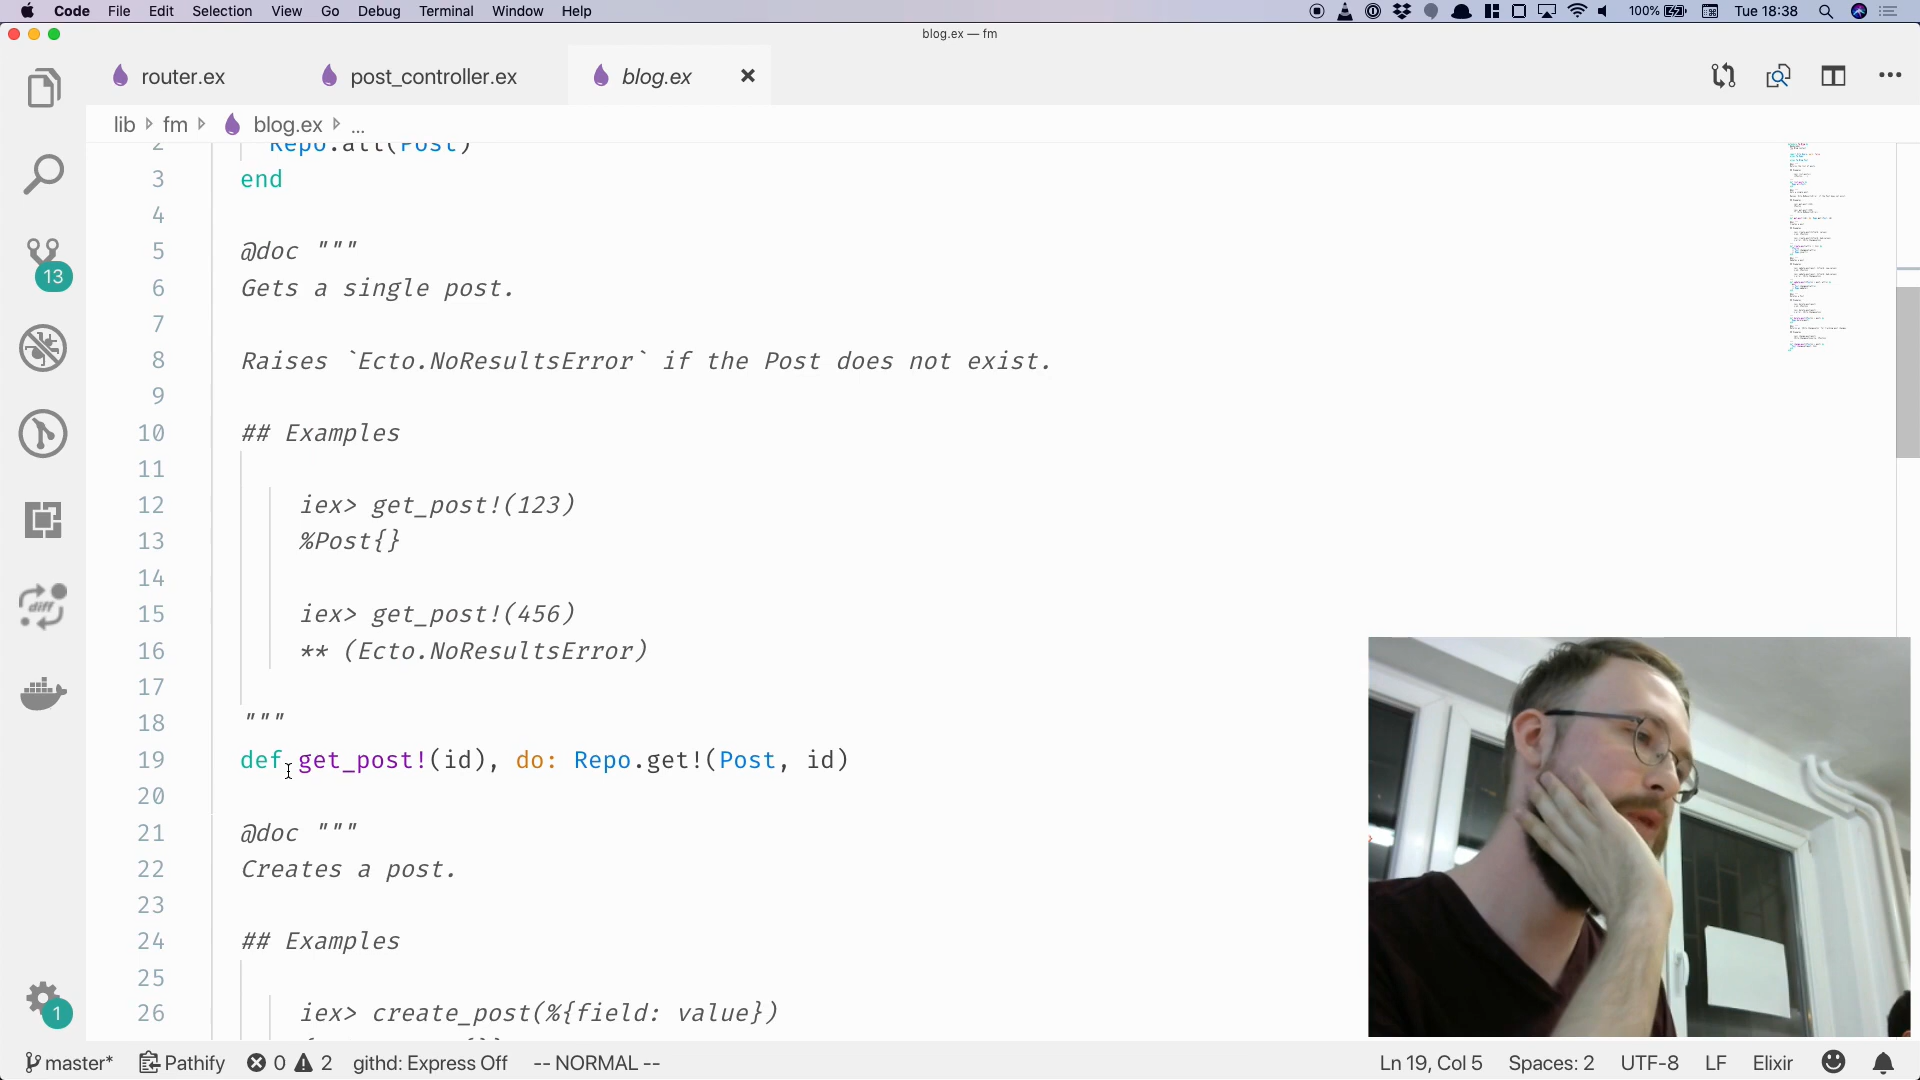 Code File Edit Selection View Go Debug Terminal Window Help 100% Tue 18:38
blog.ex — fm
router.ex post_controller.ex blog.ex
lib fm blog.ex ...
2 Repo.all(Post)
3 end
4
5 @doc """
6 Gets a single post.
7
8 Raises `Ecto.NoResultsError` if the Post does not exist.
9
10 ## Examples
11
12 iex> get_post!(123)
13 %Post{}
14
15 iex> get_post!(456)
16 ** (Ecto.NoResultsError)
17
18 """
19 def get_post!(id), do: Repo.get!(Post, id)
20
21 @doc """
22 Creates a post.
23
24 ## Examples
25
26 iex> create_post(%{field: value})
13
diff
1
master* Pathify 0 2 githd: Express Off -- NORMAL -- Ln 19, Col 5 Spaces: 2 UTF-8 LF Elixir